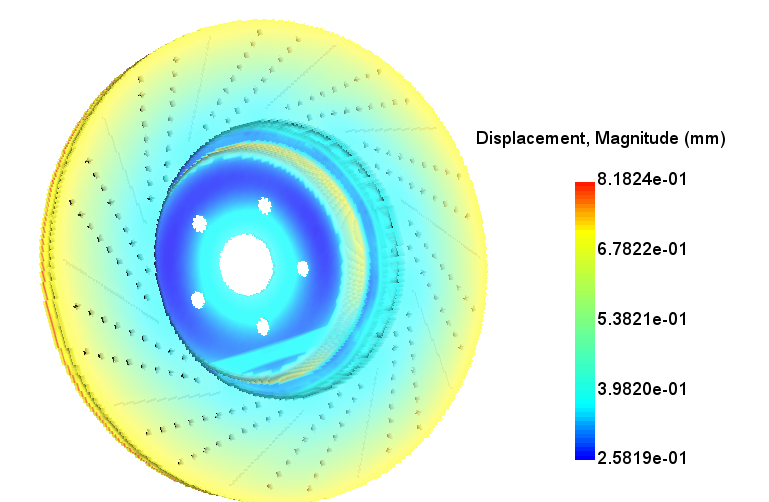 Displacement, Magnitude (mm)
8.1824e-01
6.7822e-01
5.3821e-01
3.9820e-01
2.5819e-01